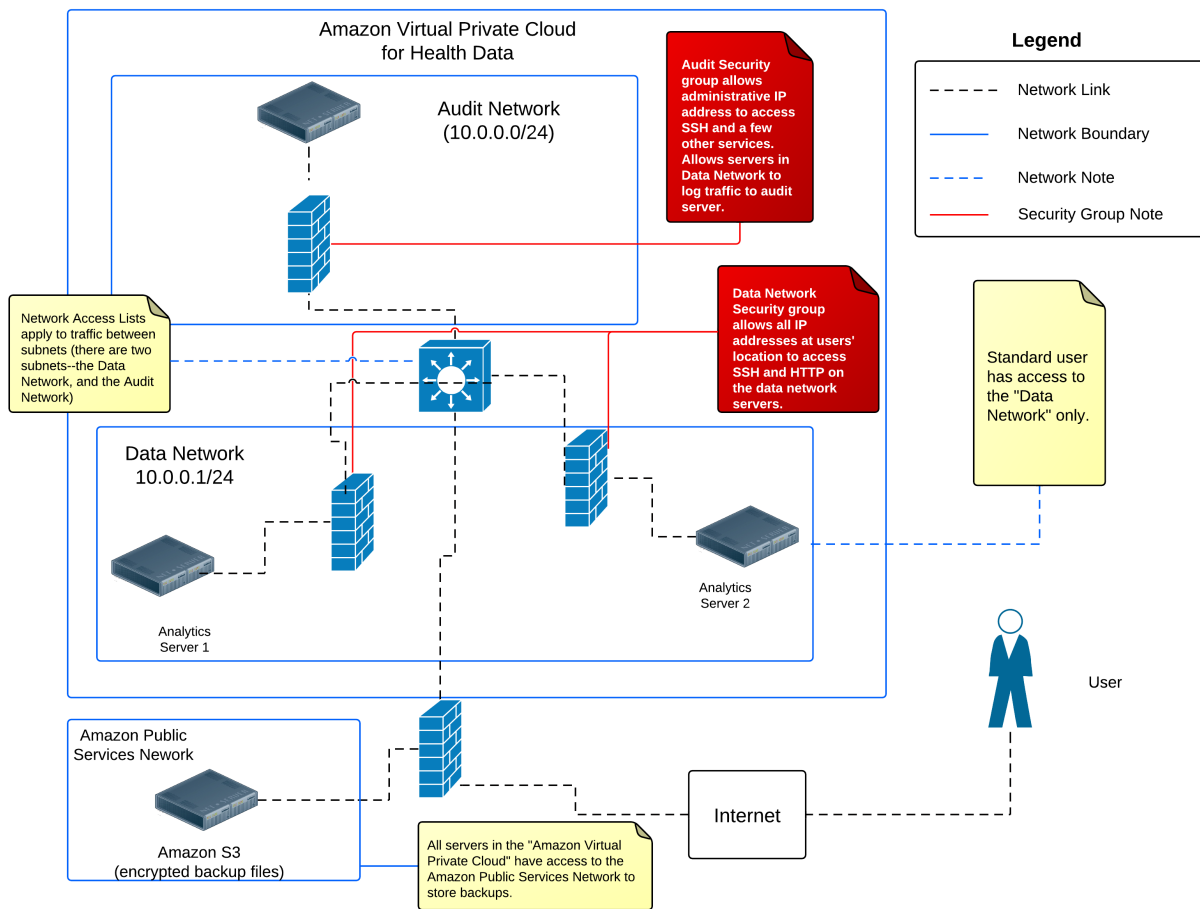 Amazon Virtual Private Cloud
for Health Data
Audit Network
(10.0.0.0/24)
Audit Security
group allows
administrative IP
address to access
SSH and a few
other services.
Allows servers in
Data Network to
log traffic to audit
server.
Legend
Network Link
Network Boundary
Network Note
Security Group Note
Network Access Lists
apply to traffic between
subnets (there are two
subnets--the Data
Network, and the Audit
Network)
Data Network
Security group
allows all IP
addresses at users'
location to access
SSH and HTTP on
the data network
servers.
Standard user
has access to
the "Data
Network" only.
Data Network
10.0.0.1/24
Analytics
Server 1
Analytics
Server 2
User
Amazon Public
Services Nework
Amazon S3
(encrypted backup files)
Internet
All servers in the "Amazon Virtual
Private Cloud" have access to the
Amazon Public Services Network to
store backups.